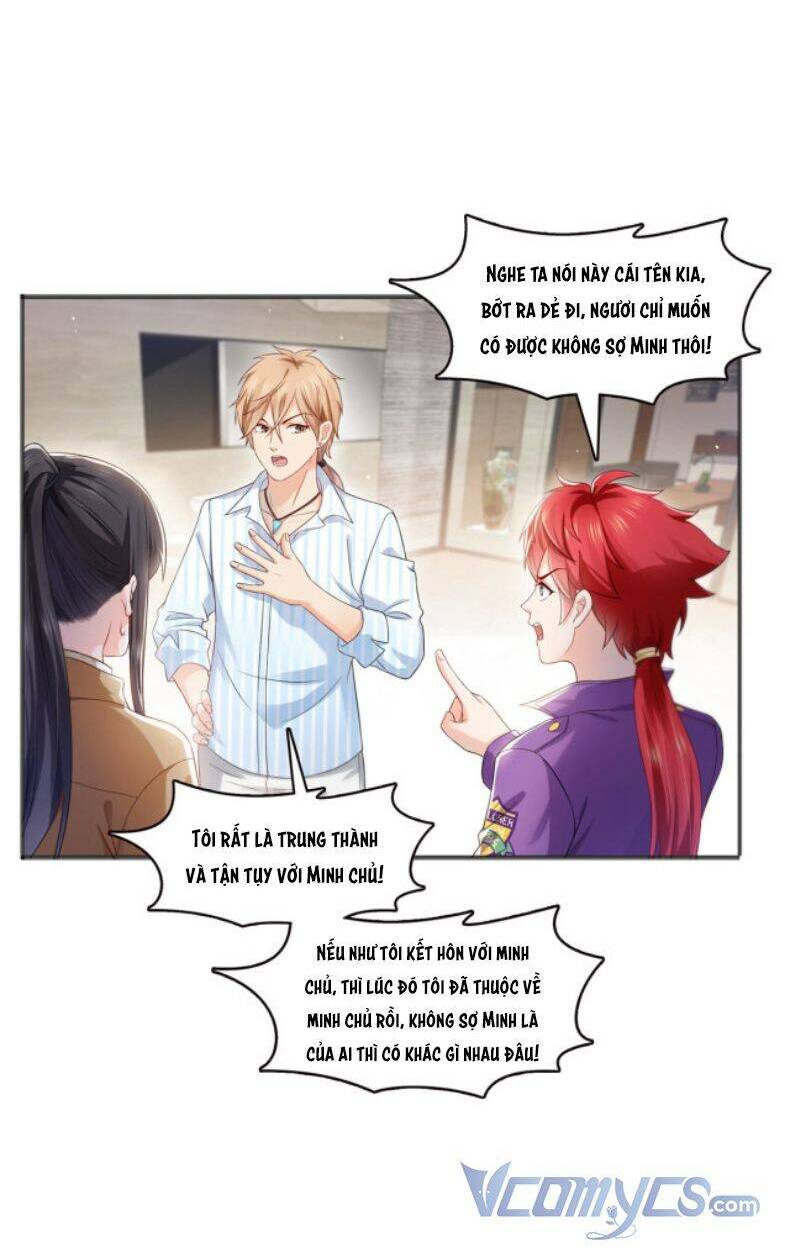 NGHE TA NÓI NÀY CÁI TÊN KIA,
BỚT RA DẺ ĐI, NGƯƠI CHỈ MUỐN
CÓ ĐƯỢC KHÔNG SỢ MINH THÔI!
TÔI RẤT LÀ TRUNG THÀNH
VÀ TẬN TỤY VỚI MINH CHỦ!
NẾU NHƯ TÔI KẾT HÔN VỚI MINH
CHỦ, THÌ LÚC ĐÓ TÔI ĐÃ THUỘC VỀ
MINH CHỦ RỒI, KHÔNG SỢ MINH LÀ
CỦA AI THÌ CÓ KHÁC GÌ NHAU ĐÂU!
VCOMYCS.com